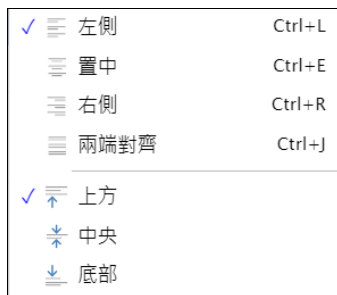 左側 Ctrl+L
置中 Ctrl+E
右側 Ctrl+R
兩端對齊 Ctrl+J
上方
中央
底部